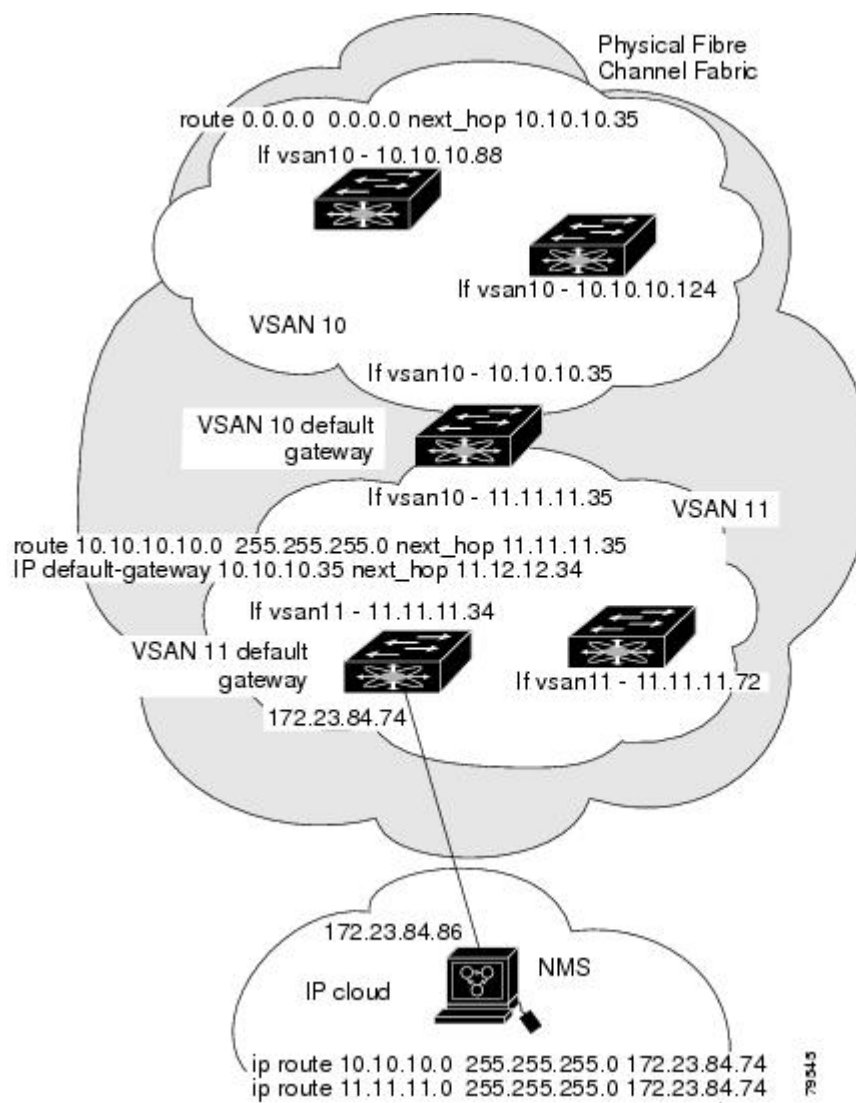 Physical Fibre
Channel Fabric
route 0.0.0.0 0.0.0.0 next_hop 10.10.10.35
If vsan10 - 10.10.10.88
If vsan10 - 10.10.10.124
VSAN 10
If vsan10 - 10.10.10.35
VSAN 10 default
gateway
If vsan10 - 11.11.11.35
VSAN 11
route 10.10.10.10.0 255.255.255.0 next_hop 11.11.11.35
IP default-gateway 10.10.10.35 next_hop 11.12.12.34
If vsan11 - 11.11.11.34
VSAN 11 default
gateway
If vsan11 - 11.11.11.72
172.23.84.74
172.23.84.86
NMS
IP cloud
ip route 10.10.10.0 255.255.255.0 172.23.84.74
ip route 11.11.11.0 255.255.255.0 172.23.84.74
79545